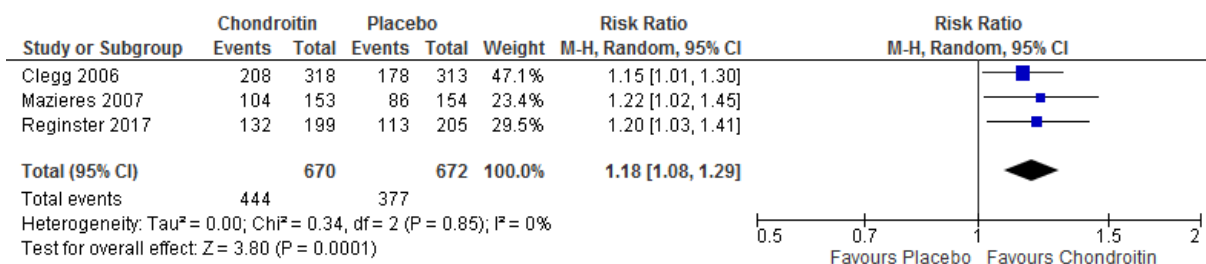 Chondroitin Placebo Risk Ratio Risk Ratio
Study or Subgroup Events Total Events Total Weight M-H, Random, 95% CI M-H, Random, 95% CI
Clegg 2006 208 318 178 313 47.1% 1.15 [1.01, 1.30]
Mazieres 2007 104 153 86 154 23.4% 1.22 [1.02, 1.45]
Reginster 2017 132 199 113 205 29.5% 1.20 [1.03, 1.41]
Total (95% CI) 670 672 100.0% 1.18 [1.08, 1.29]
Total events 444 377
Heterogeneity: Tau² = 0.00; Chi² = 0.34, df = 2 (P = 0.85); I² = 0%
Test for overall effect: Z = 3.80 (P = 0.0001)
0.5 0.7 1 1.5 2
Favours Placebo Favours Chondroitin